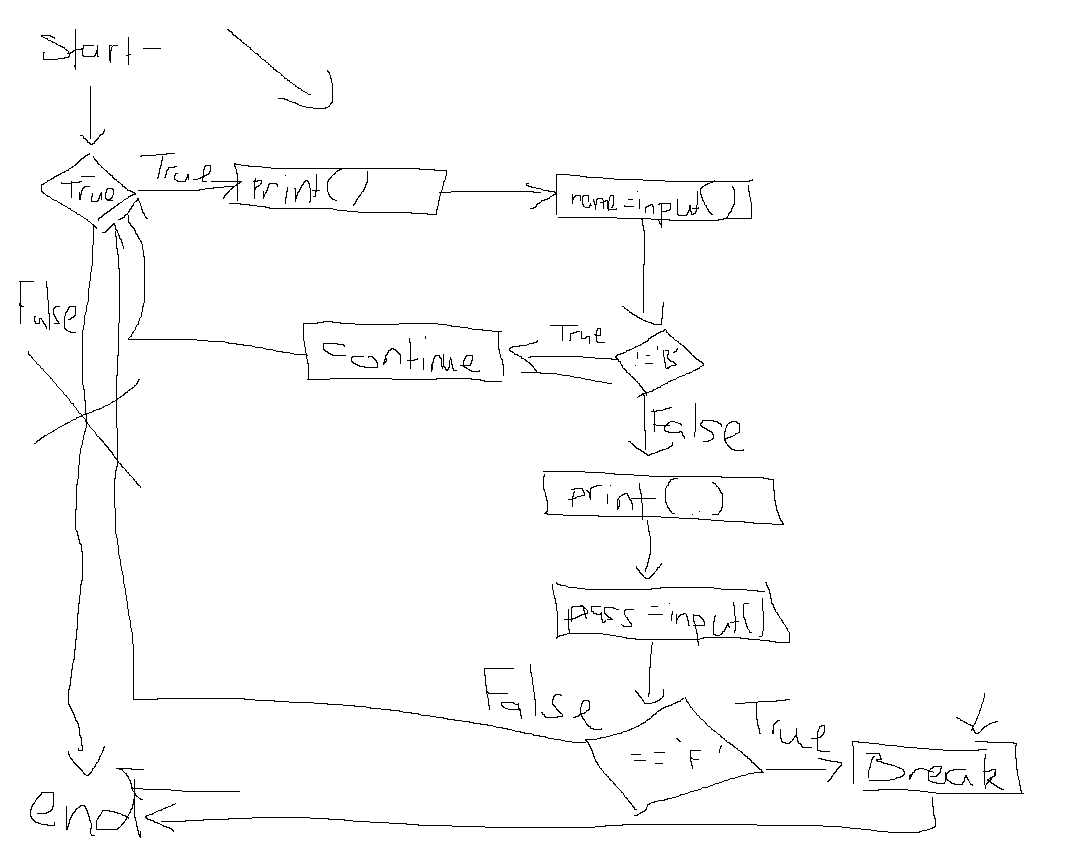 Start
True
True
print()
name=input()
False
continue
True
!='B'
False
print()
pass=input()
False
=='F'
True
Break
end